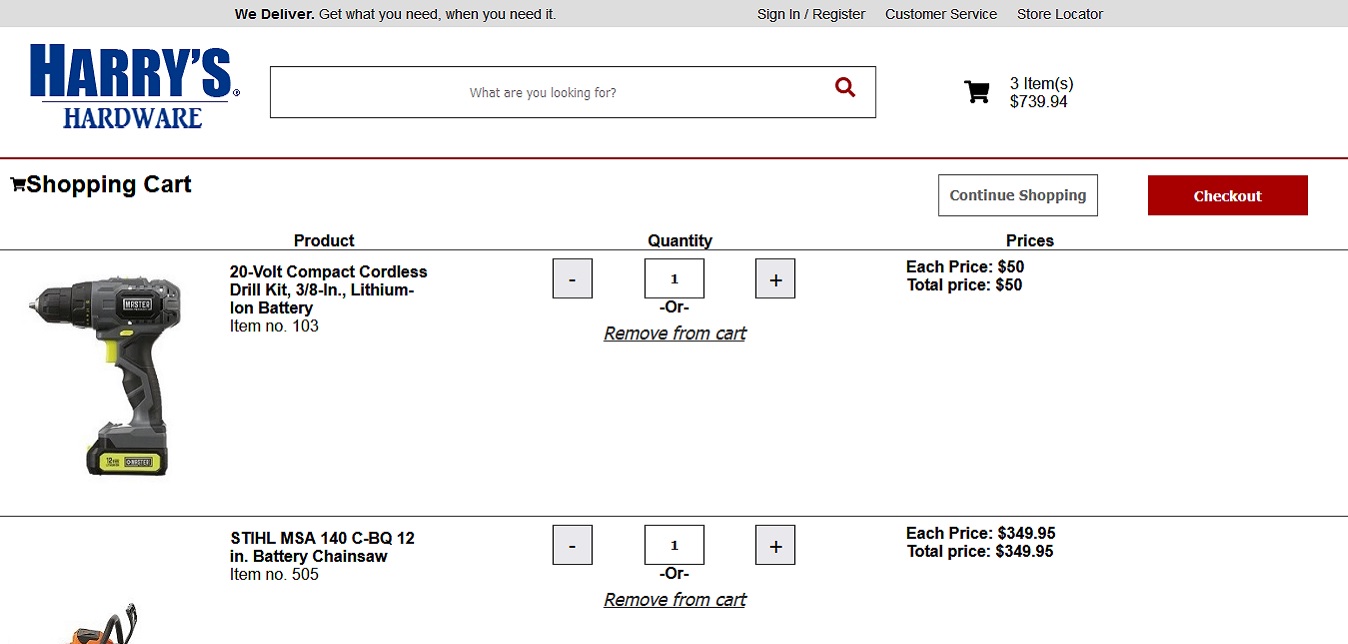 We Deliver. Get what you need, when you need it.
Sign In / Register
Customer Service
Store Locator
HARRY'S
HARDWARE
What are you looking for?
3 Item(s)
$739.94
Shopping Cart
Continue Shopping
Checkout
Product
Quantity
Prices
20-Volt Compact Cordless
Drill Kit, 3/8-In., Lithium-
Ion Battery
Item no. 103
-
1
+
-Or-
Remove from cart
Each Price: $50
Total price: $50
MASTER
MASTER
STIHL MSA 140 C-BQ 12
in. Battery Chainsaw
Item no. 505
-
1
+
-Or-
Remove from cart
Each Price: $349.95
Total price: $349.95